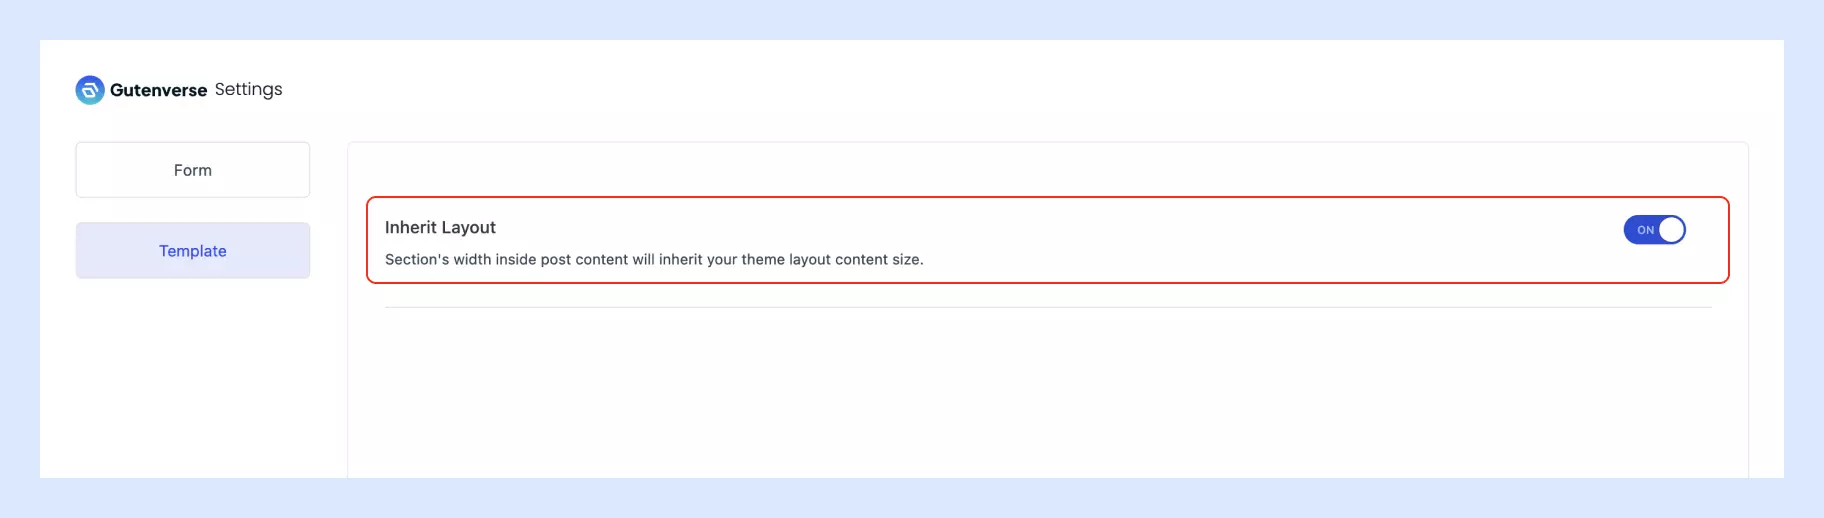 Gutenverse Settings
Form
Template
Inherit Layout
ON
Section's width inside post content will inherit your theme layout content size.